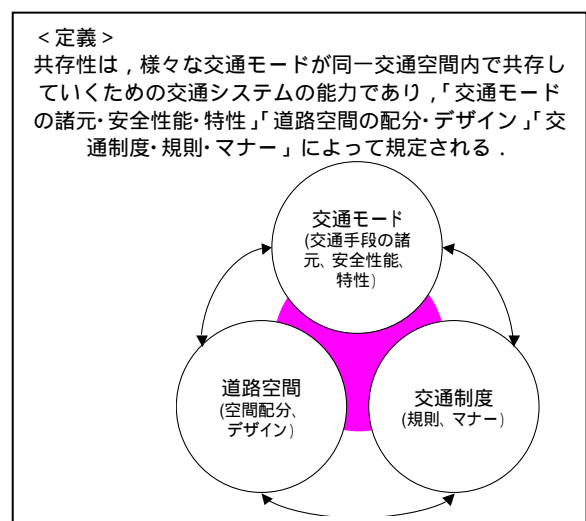 ＜定義＞
共存性は，様々な交通モードが同一交通空間内で共存し
ていくための交通システムの能力であり，「交通モード
の諸元・安全性能・特性」「道路空間の配分・デザイン」「交
通制度・規則・マナー」によって規定される．
交通モード
(交通手段の諸
元、安全性能、
特性)
道路空間
(空間配分、
デザイン)
交通制度
(規則、マナー)